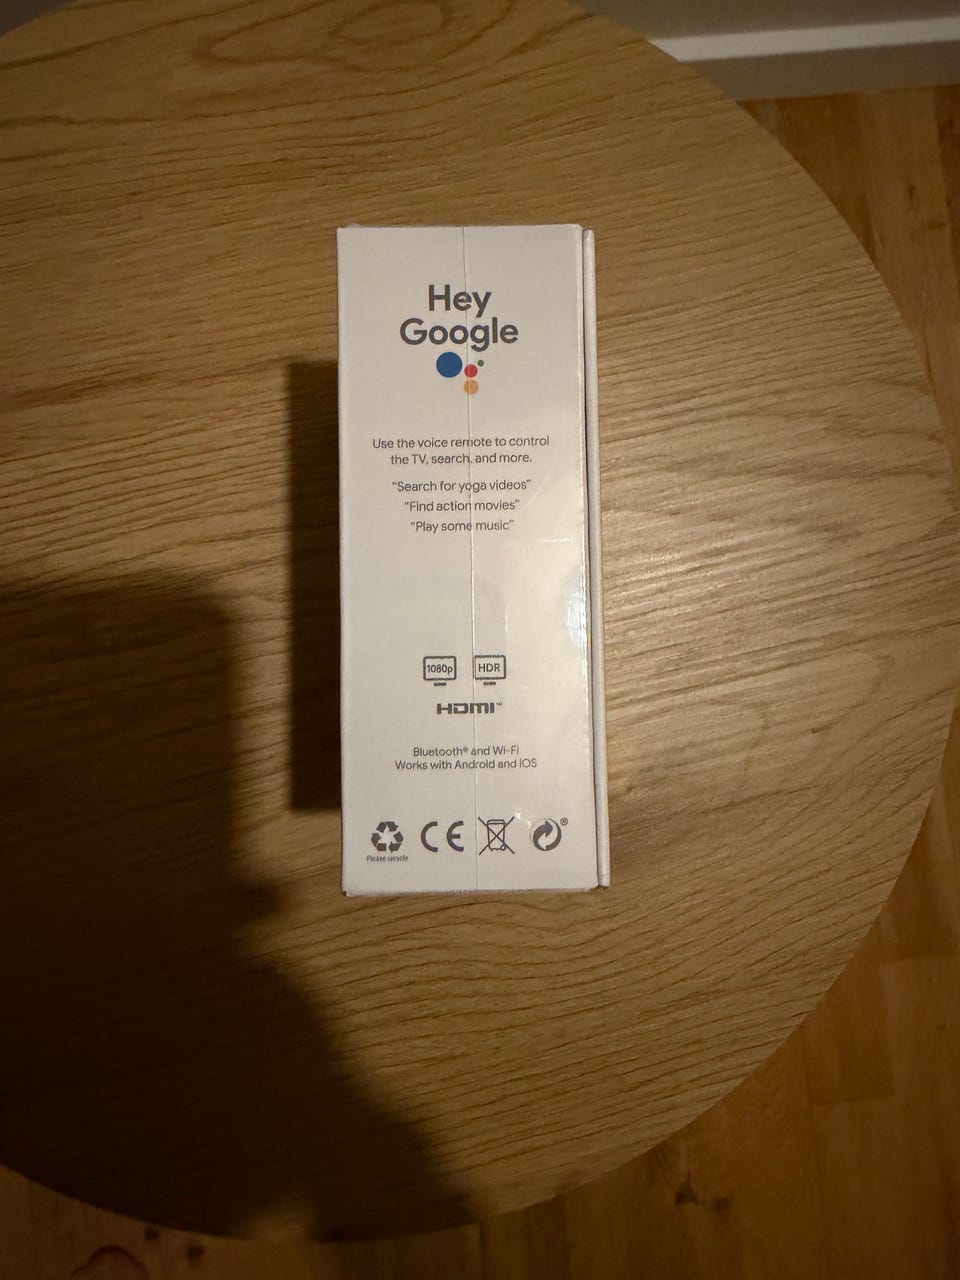 Hey
Google
Use the voice remote to control
the TV, search, and more.
"Search for yoga videos"
"Find action movies"
"Play some music"
1080p HDR
HDMI™
Bluetooth® and Wi-Fi
Works with Android and iOS
CE ®
Please recycle